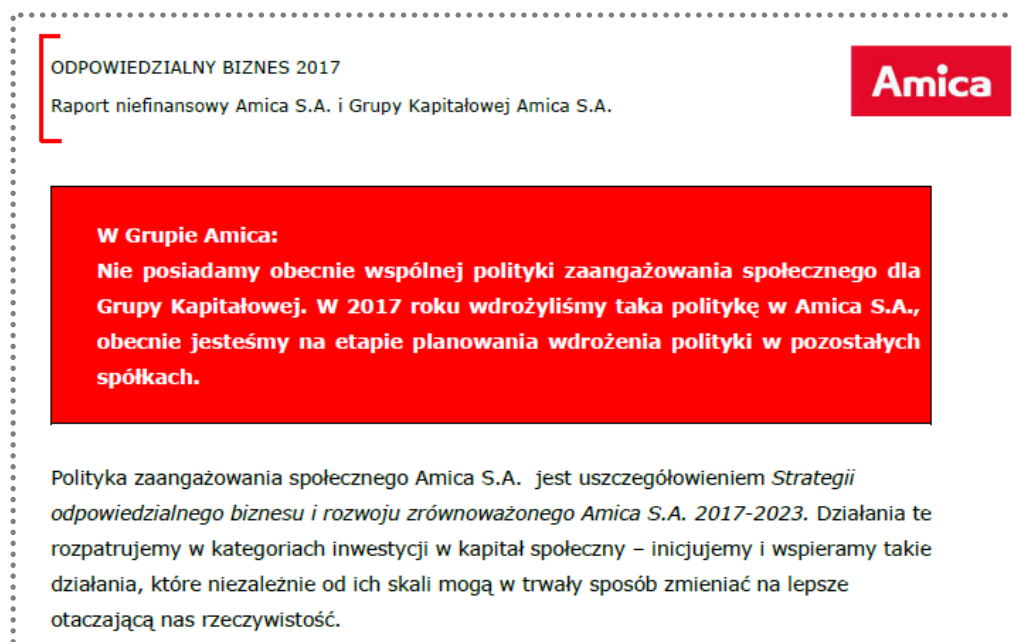 ODPOWIEDZIALNY BIZNES 2017
Raport niefinansowy Amica S.A. i Grupy Kapitałowej Amica S.A.
Amica
W Grupie Amica:
Nie posiadamy obecnie wspólnej polityki zaangażowania społecznego dla
Grupy Kapitałowej. W 2017 roku wdrożyliśmy taka politykę w Amica S.A.,
obecnie jesteśmy na etapie planowania wdrożenia polityki w pozostałych
spółkach.
Polityka zaangażowania społecznego Amica S.A. jest uszczegółowieniem Strategii
odpowiedzialnego biznesu i rozwoju zrównoważonego Amica S.A. 2017-2023. Działania te
rozpatrujemy w kategoriach inwestycji w kapitał społeczny – inicjujemy i wspieramy takie
działania, które niezależnie od ich skali mogą w trwały sposób zmieniać na lepsze
otaczającą nas rzeczywistość.